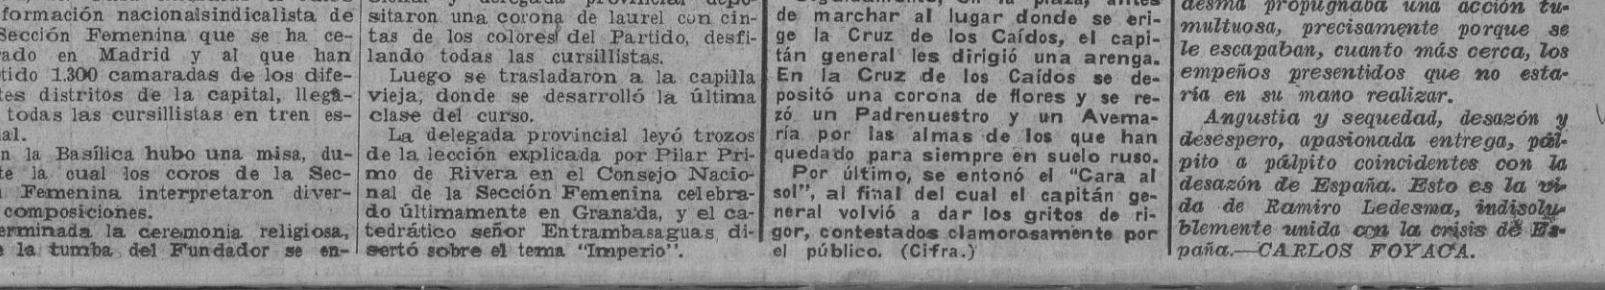 formación nacionalsindicalista de
Sección Femenina que se ha ce-
rado en Madrid y al que han
tido 1.300 camaradas de los dife-
tes distritos de la capital, llega-
todas las cursillistas en tren es-
ial.
n la Basílica hubo una misa, du-
te la cual los coros de la Sec-
Femenina interpretaron diver-
composiciones.
erminada la ceremonia religiosa,
la tumba del Fundador se en-
sitaron una corona de laurel con cin-
tas de los colores del Partido, desfi-
lando todas las cursillistas.
Luego se trasladaron a la capilla
vieja, donde se desarrolló la última
clase del curso.
La delegada provincial leyó trozos
de la lección explicada por Pilar Pri-
mo de Rivera en el Consejo Nacio-
nal de la Sección Femenina celebra-
do últimamente en Granada, y el ca-
tedrático señor Entrambasaguas di-
sertó sobre el tema "Imperio".
de marchar al lugar donde se eri-
ge la Cruz de los Caídos, el capi-
tán general les dirigió una arenga.
En la Cruz de los Caídos se de-
positó una corona de flores y se re-
zó un Padrenuestro y un Avema-
ría por las almas de los que han
quedado para siempre en suelo ruso.
Por último, se entonó el "Cara al
sol", al final del cual el capitán ge-
neral volvió a dar los gritos de ri-
gor, contestados clamorosamente por
el público. (Cifra.)
desma propugnaba una acción tu-
multuosa, precisamente porque se
le escapaban, cuanto más cerca, los
empeños presentidos que no esta-
ría en su mano realizar.
Angustia y sequedad, desazón y
desespero, apasionada entrega, pál-
pito a pálpito coincidentes con la
desazón de España. Esto es la vi-
da de Ramiro Ledesma, indisolu-
blemente unida con la crisis de Es-
paña.—CARLOS FOYACA.